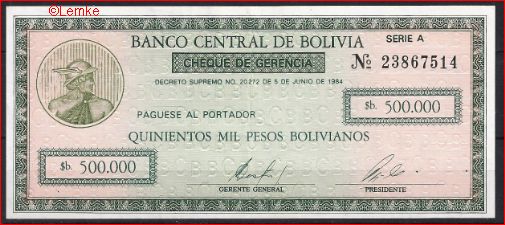 ©Lemke
BANCO CENTRAL DE BOLIVIA
SERIE A
CHEQUE DE GERENCIA
Nº 23867514
DECRETO SUPREMO NO. 20272 DE 5 DE JUNIO DE 1984
PAGUESE AL PORTADOR
$b. 500.000
QUINIENTOS MIL PESOS BOLIVIANOS
$b. 500.000
GERENTE GENERAL
PRESIDENTE